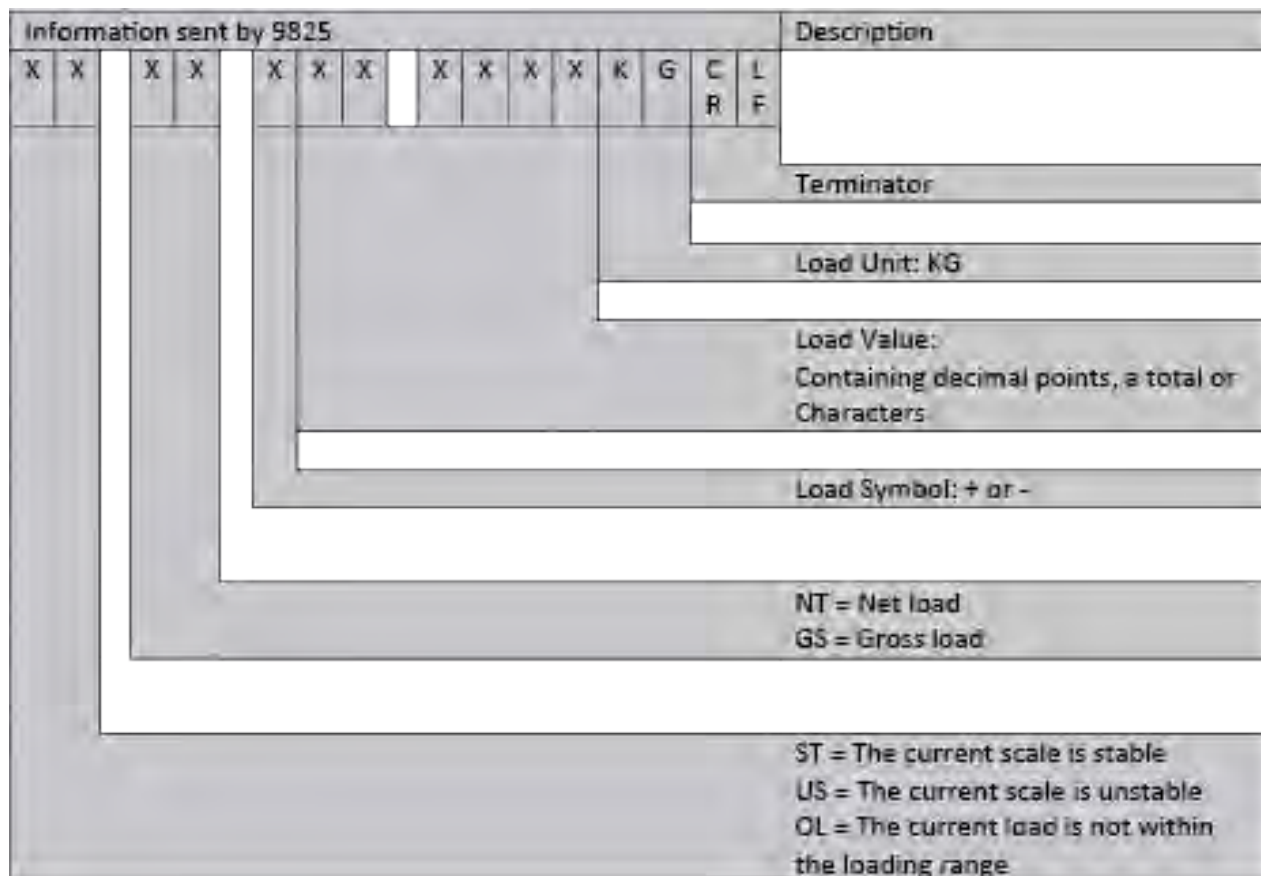 Information sent by 9825 Description
X X X X X X X X X X X K G CR LF
Terminator
Load Unit: KG
Load Value:
Containing decimal points, a total or
Characters
Load Symbol: + or -
NT = Net load
GS = Gross load
ST = The current scale is stable
US = The current scale is unstable
OL = The current load is not within
the loading range